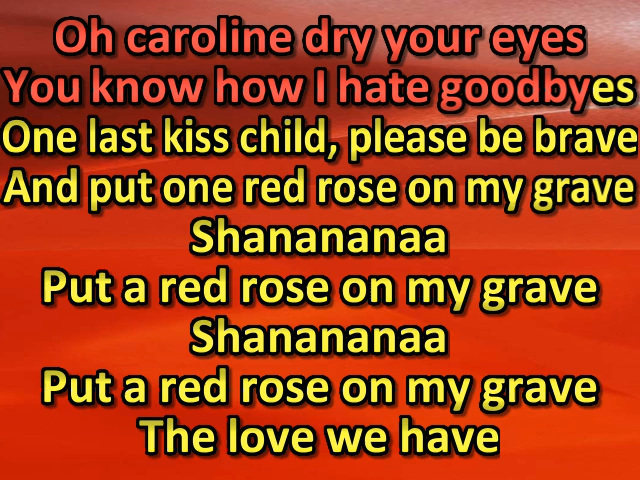 Oh caroline dry your eyes
You know how I hate goodbyes
One last kiss child, please be brave
And put one red rose on my grave
Shanananaa
Put a red rose on my grave
Shanananaa
Put a red rose on my grave
The love we have